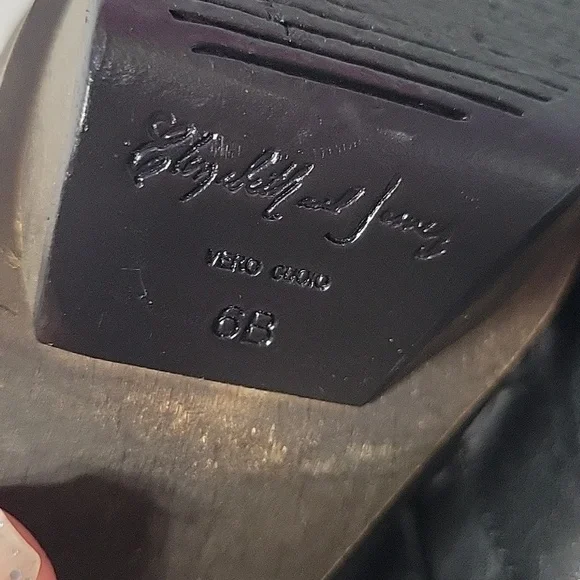 Elizabeth and James
VERO CUOIO
6B